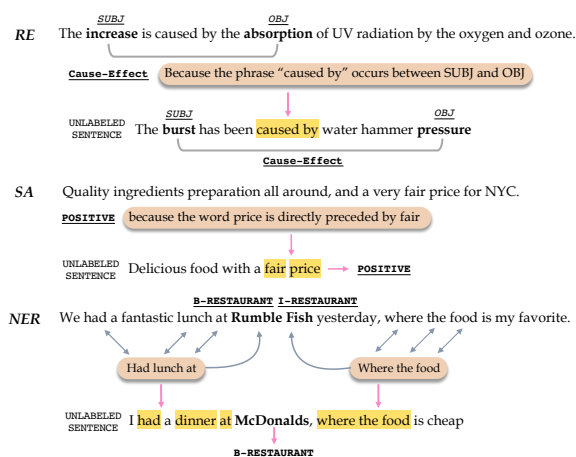 SUBJ OBJ
RE The increase is caused by the absorption of UV radiation by the oxygen and ozone.
Cause-Effect Because the phrase “caused by” occurs between SUBJ and OBJ
SUBJ OBJ
UNLABELED SENTENCE The burst has been caused by water hammer pressure
Cause-Effect
SA Quality ingredients preparation all around, and a very fair price for NYC.
POSITIVE because the word price is directly preceded by fair
UNLABELED SENTENCE Delicious food with a fair price POSITIVE
B-RESTAURANT I-RESTAURANT
NER We had a fantastic lunch at Rumble Fish yesterday, where the food is my favorite.
Had lunch at Where the food
UNLABELED SENTENCE I had a dinner at McDonalds, where the food is cheap
B-RESTAURANT